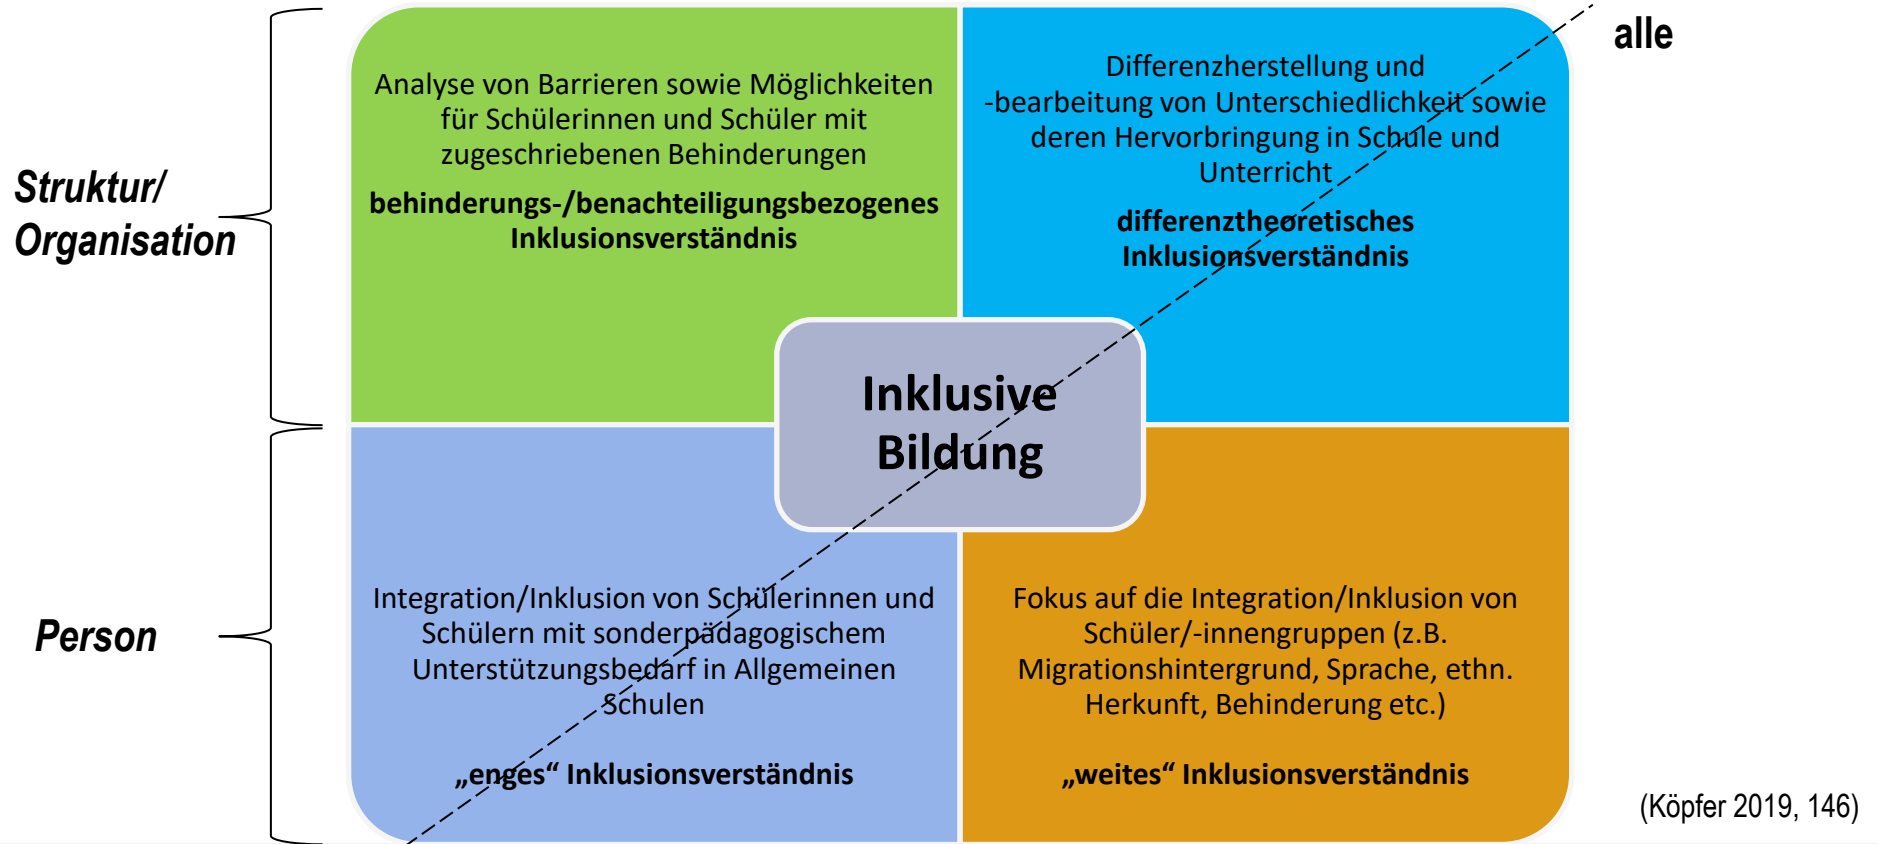 alle
Struktur/
Organisation
Analyse von Barrieren sowie Möglichkeiten
für Schülerinnen und Schüler mit
zugeschriebenen Behinderungen
behinderungs-/benachteiligungsbezogenes
Inklusionsverständnis
Differenzherstellung und
-bearbeitung von Unterschiedlichkeit sowie
deren Hervorbringung in Schule und
Unterricht
differenztheoretisches
Inklusionsverständnis
Inklusive
Bildung
Person
Integration/Inklusion von Schülerinnen und
Schülern mit sonderpädagogischem
Unterstützungsbedarf in Allgemeinen
Schulen
„enges“ Inklusionsverständnis
Fokus auf die Integration/Inklusion von
Schüler/-innengruppen (z.B.
Migrationshintergrund, Sprache, ethn.
Herkunft, Behinderung etc.)
„weites“ Inklusionsverständnis
(Köpfer 2019, 146)